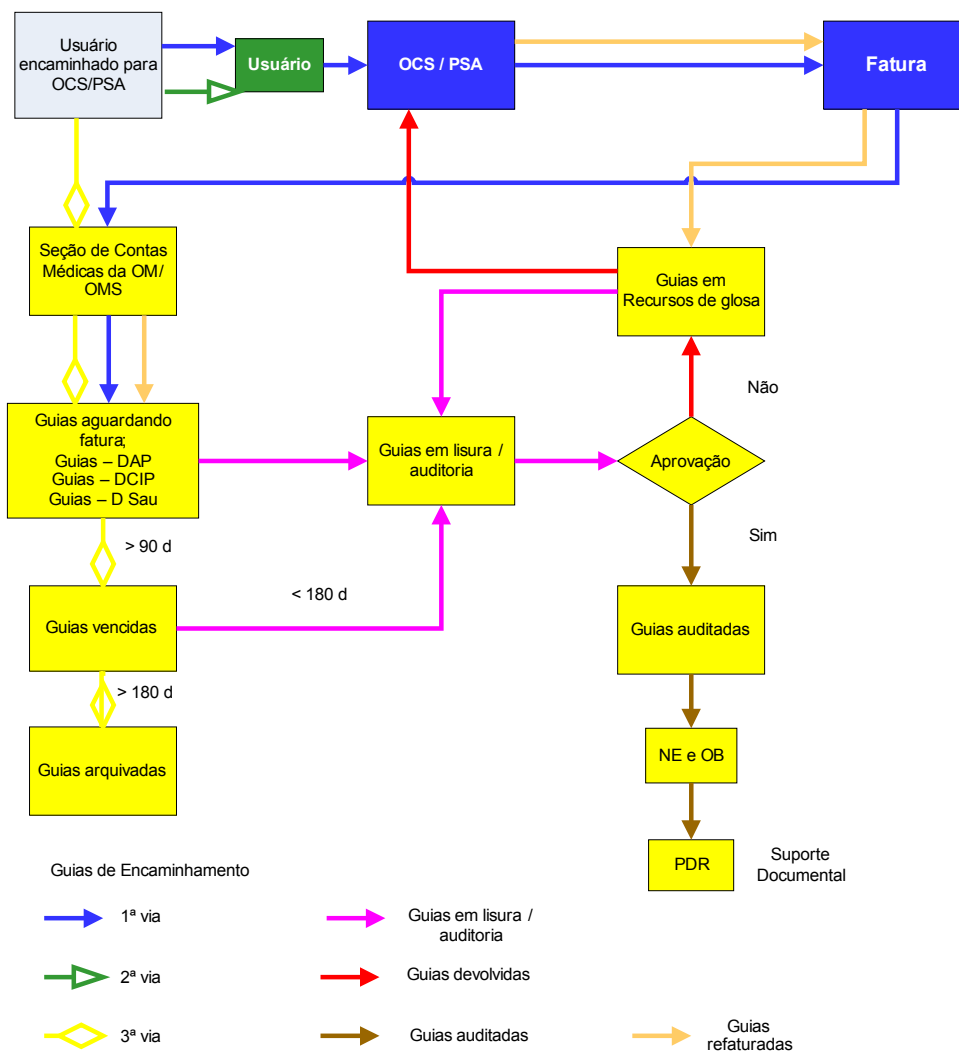 Usuário
encaminhado para
OCS/PSA
Usuário
OCS / PSA
Fatura
Seção de Contas
Médicas da OM/
OMS
Guias em
Recursos de glosa
Não
Guias aguardando
fatura;
Guias – DAP
Guias – DCIP
Guias – D Sau
Guias em lisura /
auditoria
Aprovação
Sim
> 90 d
< 180 d
Guias vencidas
Guias auditadas
> 180 d
Guias arquivadas
NE e OB
PDR
Suporte
Documental
Guias de Encaminhamento
1ª via
Guias em lisura /
auditoria
2ª via
Guias devolvidas
3ª via
Guias auditadas
Guias
refaturadas